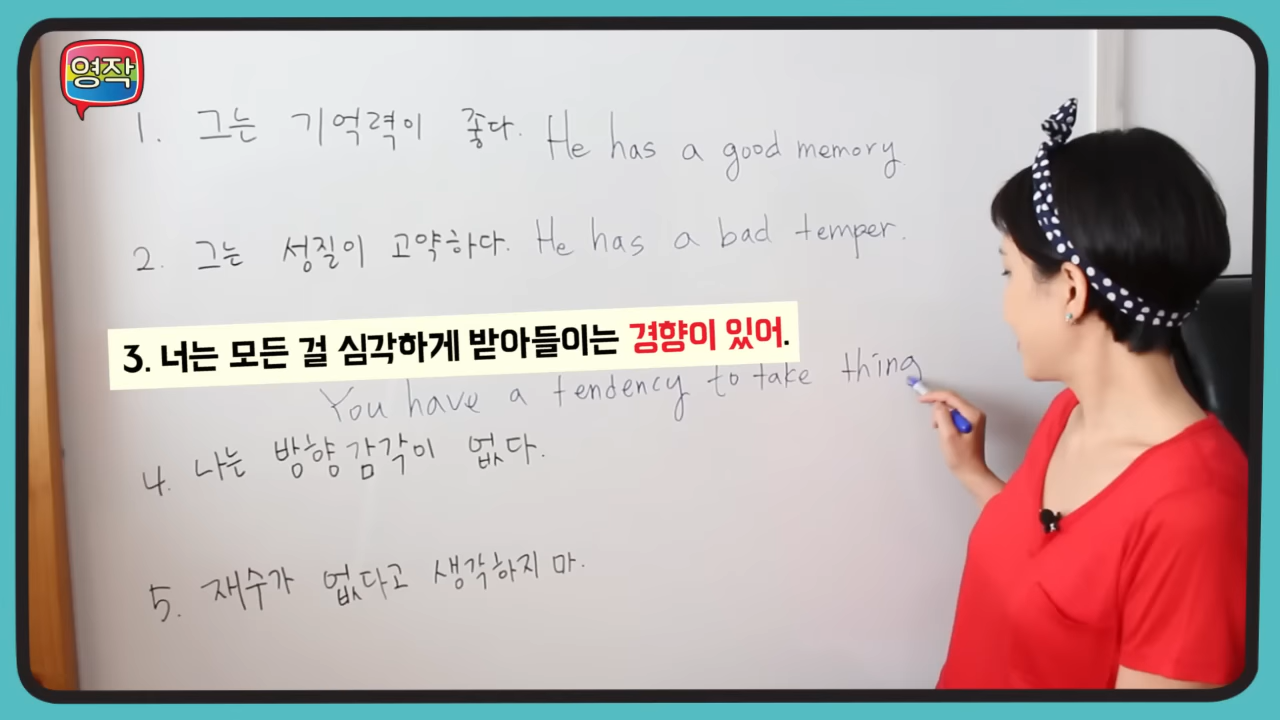 영작
1. 그는 기억력이 좋다. He has a good memory.
2. 그는 성질이 고약하다. He has a bad temper.
3. 너는 모든 걸 심각하게 받아들이는 경향이 있어.
You have a tendency to take thing
4. 나는 방향감각이 없다.
5. 재수가 없다고 생각하지 마.